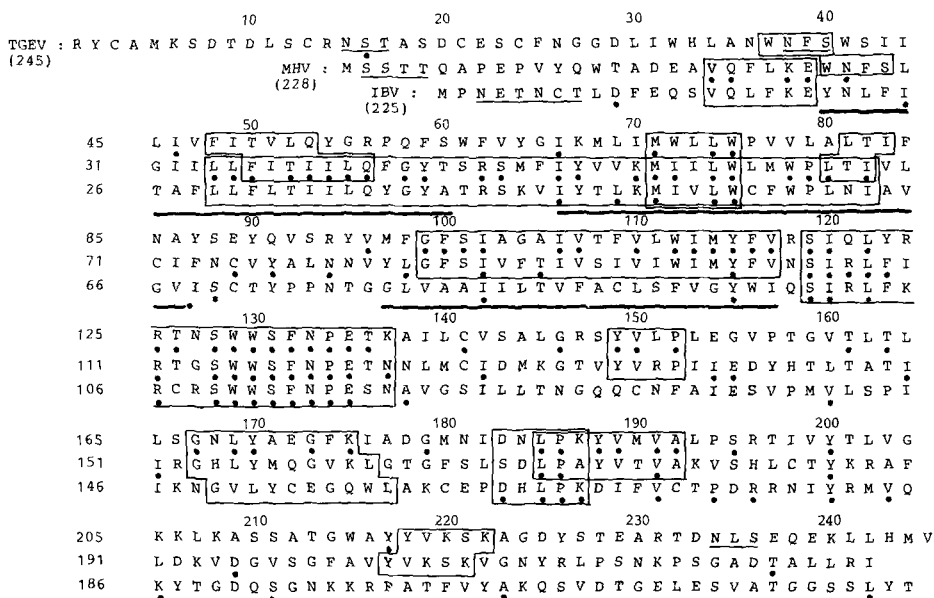 10 20 30 40
TGEV : R Y C A M K S D T D L S C R N S T A S D C E S C F N G G D L I W H L A N W N F S W S I I
(245)
MHV : M S S T T Q A P E P V Y Q W T A D E A V Q F L K E W N F S L
(228)
IBV : M P N E T N C T L D F E Q S V Q L F K E Y N L F I
(225)
50 60 70 80
45 L I V F I T V L Q Y G R P Q F S W F V Y G I K M L I M W L L W P V V L A L T I F
31 G I I L L F I T I I L Q F G Y T S R S M F I Y V V K M I I L W L M W P L T I V L
26 T A F L L F L T I I L Q Y G Y A T R S K V I Y T L K M I V L W C F W P L N I A V
90 100 110 120
85 N A Y S E Y Q V S R Y V M F G F S I A G A I V T F V L W I M Y F V R S I Q L Y R
71 C I F N C V Y A L N N V Y L G F S I V F T I V S I V I W I M Y F V N S I R L F I
66 G V I S C T Y P P N T G G L V A A I I L T V F A C L S F V G Y W I Q S I R L F K
130 140 150 160
125 R T N S W W S F N P E T K A I L C V S A L G R S Y V L P L E G V P T G V T L T L
111 R T G S W W S F N P E T N N L M C I D M K G T V Y V R P I I E D Y H T L T A T I
106 R C R S W W S F N P E S N A V G S I L L T N G Q Q C N F A I E S V P M V L S P I
170 180 190 200
165 L S G N L Y A E G F K I A D G M N I D N L P K Y V M V A L P S R T I V Y T L V G
151 I R G H L Y M Q G V K L G T G F S L S D L P A Y V T V A K V S H L C T Y K R A F
146 I K N G V L Y C E G Q W L A K C E P D H L P K D I F V C T P D R R N I Y R M V Q
210 220 230 240
205 K K L K A S S A T G W A Y Y V K S K A G D Y S T E A R T D N L S E Q E K L L H M V
191 L D K V D G V S G F A V Y V K S K V G N Y R L P S N K P S G A D T A L L R I
186 K Y T G D Q S G N K K R F A T F V Y A K Q S V D T G E L E S V A T G G S S L Y T